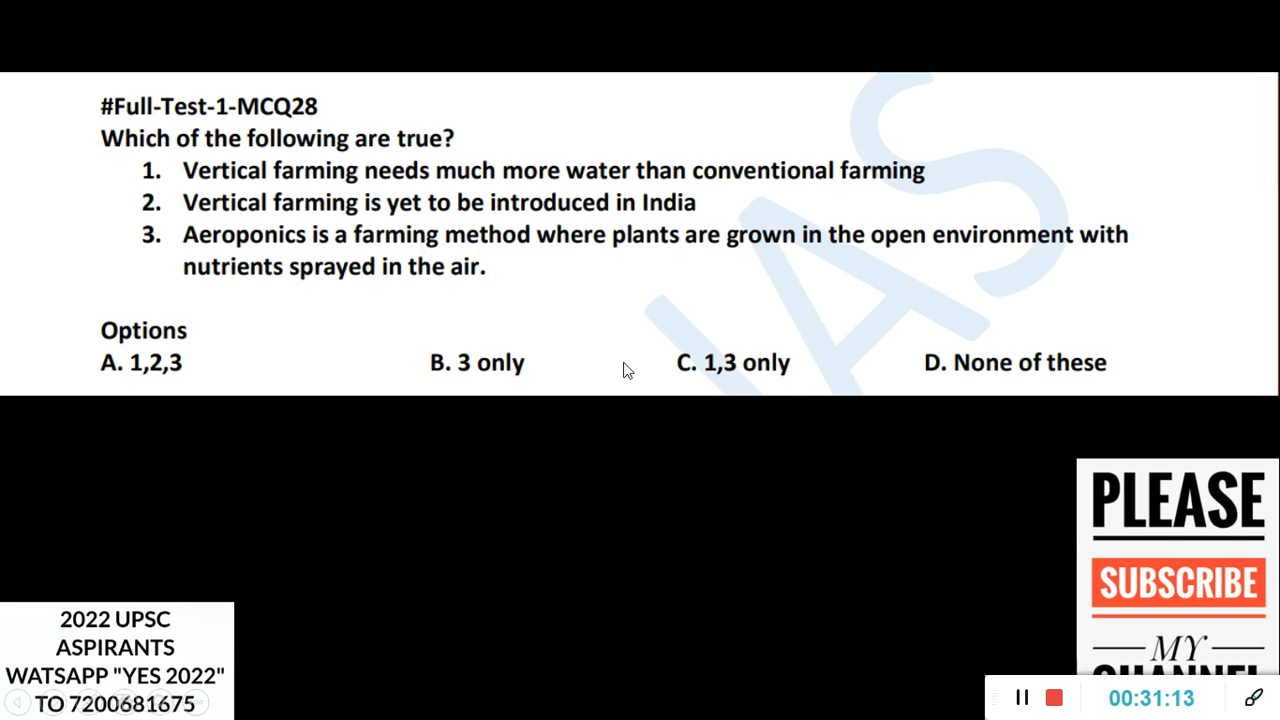 #Full-Test-1-MCQ28
Which of the following are true?
1. Vertical farming needs much more water than conventional farming
2. Vertical farming is yet to be introduced in India
3. Aeroponics is a farming method where plants are grown in the open environment with
nutrients sprayed in the air.
Options
A. 1,2,3 B. 3 only C. 1,3 only D. None of these
IAS
PLEASE
SUBSCRIBE
MY
CHANNEL
2022 UPSC
ASPIRANTS
WATSAPP "YES 2022"
TO 7200681675
00:31:13